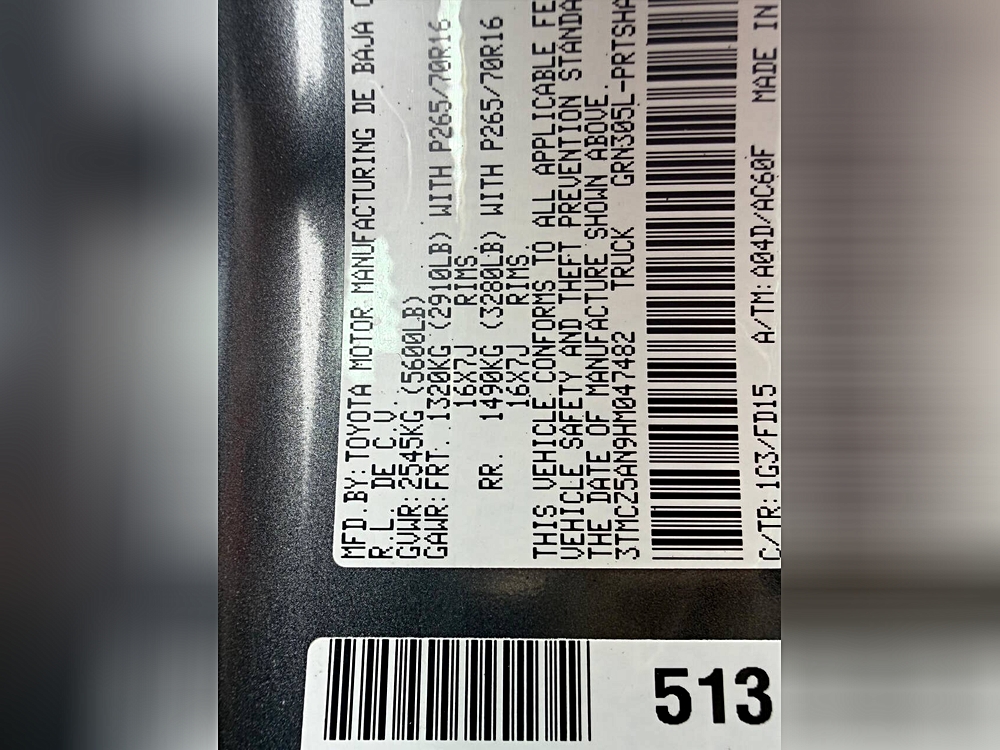 MFD.BY:TOYOTA MOTOR MANUFACTURING DE BAJA C
R.L. DE C.V.
GVWR:2545KG (5600LB)
GAWR:FRT. 1320KG (2910LB) WITH P265/70R16
16X7J RIMS.
RR. 1490KG (3280LB) WITH P265/70R16
16X7J RIMS.
THIS VEHICLE CONFORMS TO ALL APPLICABLE FE
VEHICLE SAFETY AND THEFT PREVENTION STANDA
THE DATE OF MANUFACTURE SHOWN ABOVE.
3TMCZ5AN9HM047482 TRUCK GRN305L-PRTSHA
C/TR:1G3/FD15 A/TM:A04D/AC60F MADE IN
513